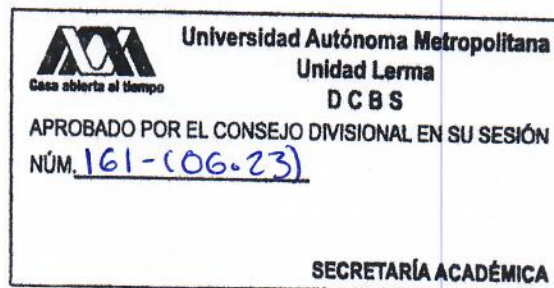 Universidad Autónoma Metropolitana
Unidad Lerma
Casa abierta al tiempo
DCBS
APROBADO POR EL CONSEJO DIVISIONAL EN SU SESIÓN
NÚM. 161-(06.23)
SECRETARÍA ACADÉMICA